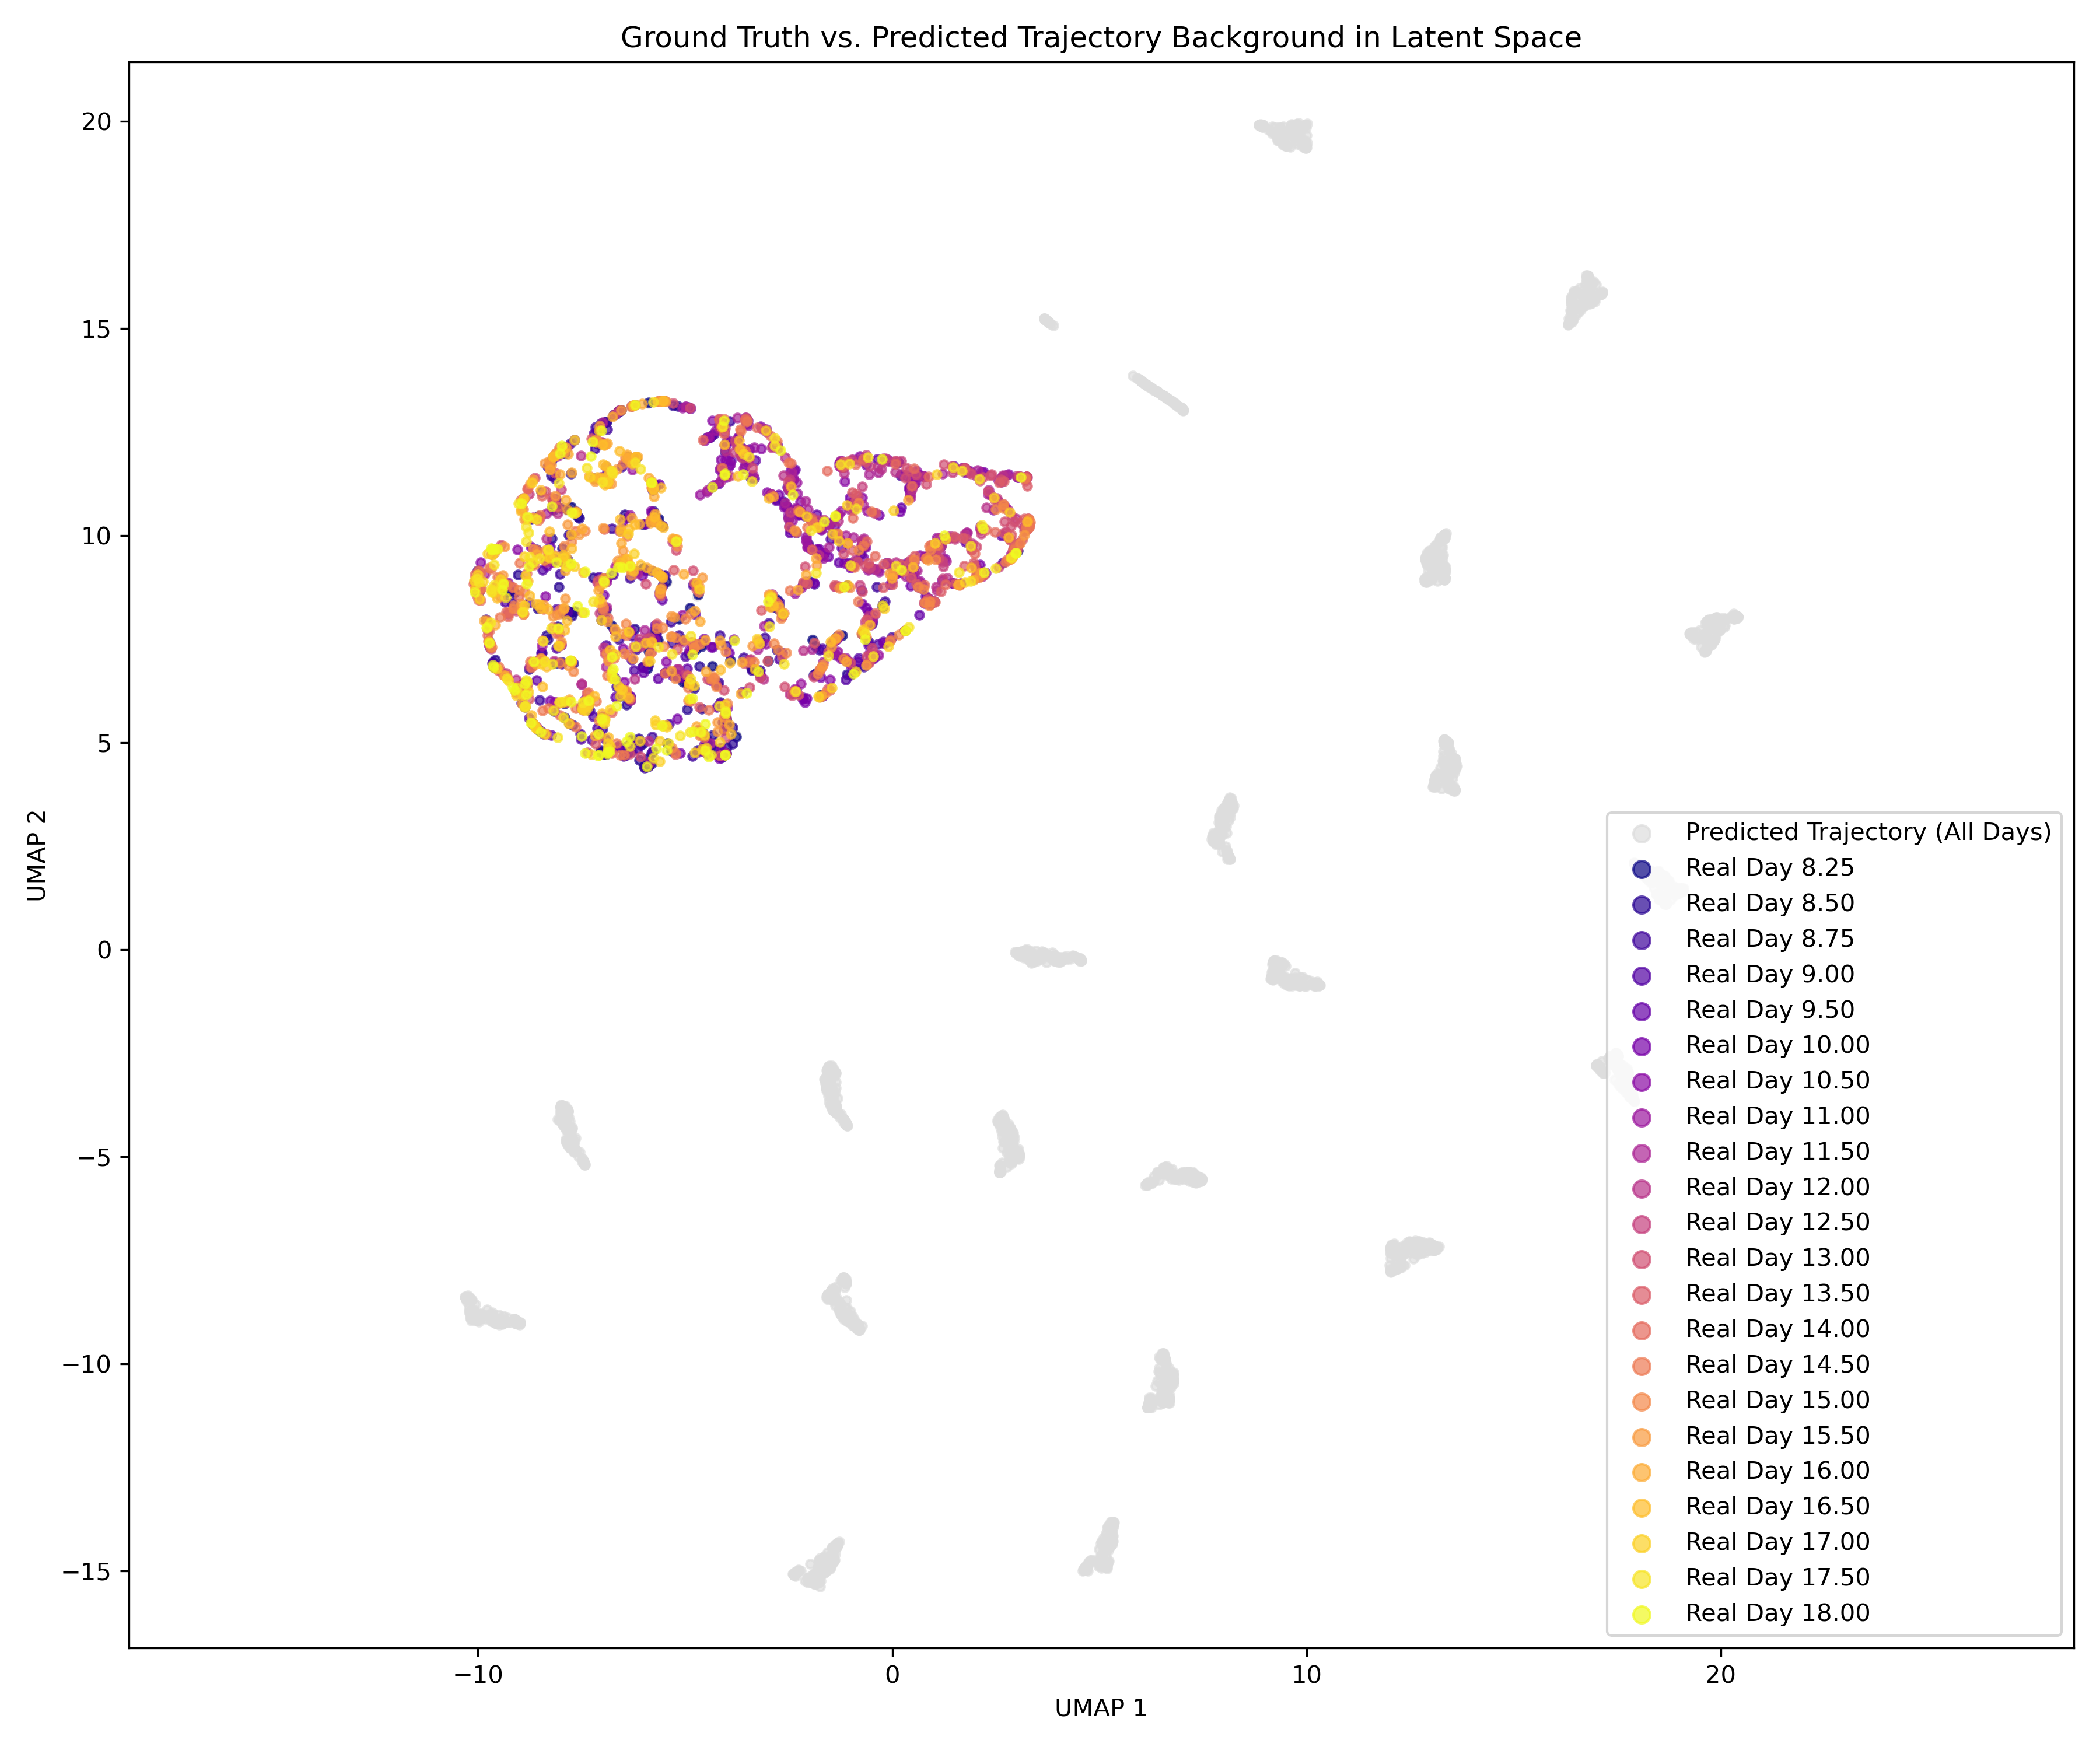 Ground Truth vs. Predicted Trajectory Background in Latent Space
20
15
10
5
0
−5
−10
−15
UMAP 2
−10
0
10
20
UMAP 1
Predicted Trajectory (All Days)
Real Day 8.25
Real Day 8.50
Real Day 8.75
Real Day 9.00
Real Day 9.50
Real Day 10.00
Real Day 10.50
Real Day 11.00
Real Day 11.50
Real Day 12.00
Real Day 12.50
Real Day 13.00
Real Day 13.50
Real Day 14.00
Real Day 14.50
Real Day 15.00
Real Day 15.50
Real Day 16.00
Real Day 16.50
Real Day 17.00
Real Day 17.50
Real Day 18.00